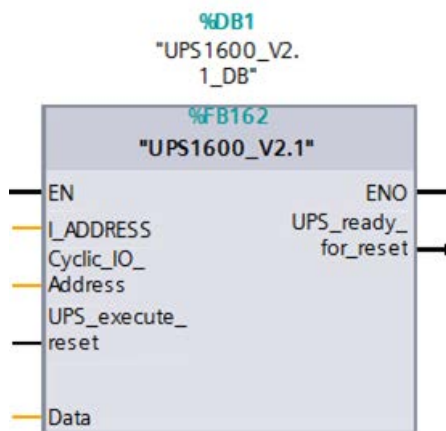 %DB1
"UPS1600_V2.
1_DB"
%FB162
"UPS1600_V2.1"
EN
ENO
I_ADDRESS
UPS_ready_
for_reset
Cyclic_IO_
Address
UPS_execute_
reset
Data